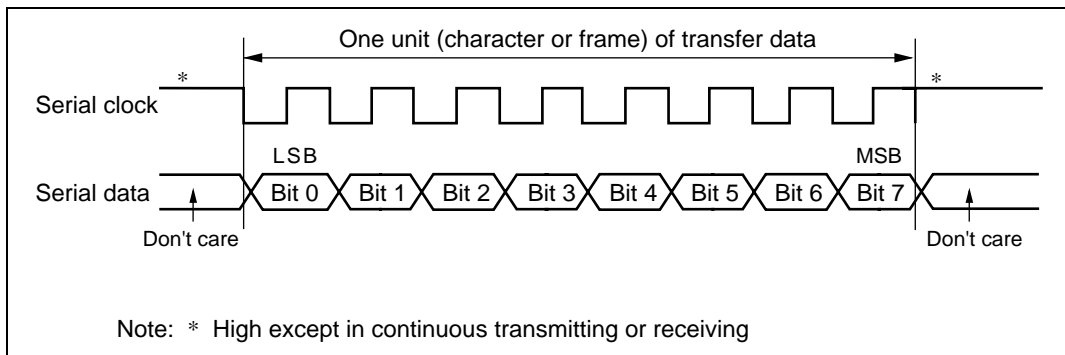 One unit (character or frame) of transfer data
* *
Serial clock
LSB MSB
Serial data Bit 0 Bit 1 Bit 2 Bit 3 Bit 4 Bit 5 Bit 6 Bit 7
Don't care Don't care
Note: * High except in continuous transmitting or receiving